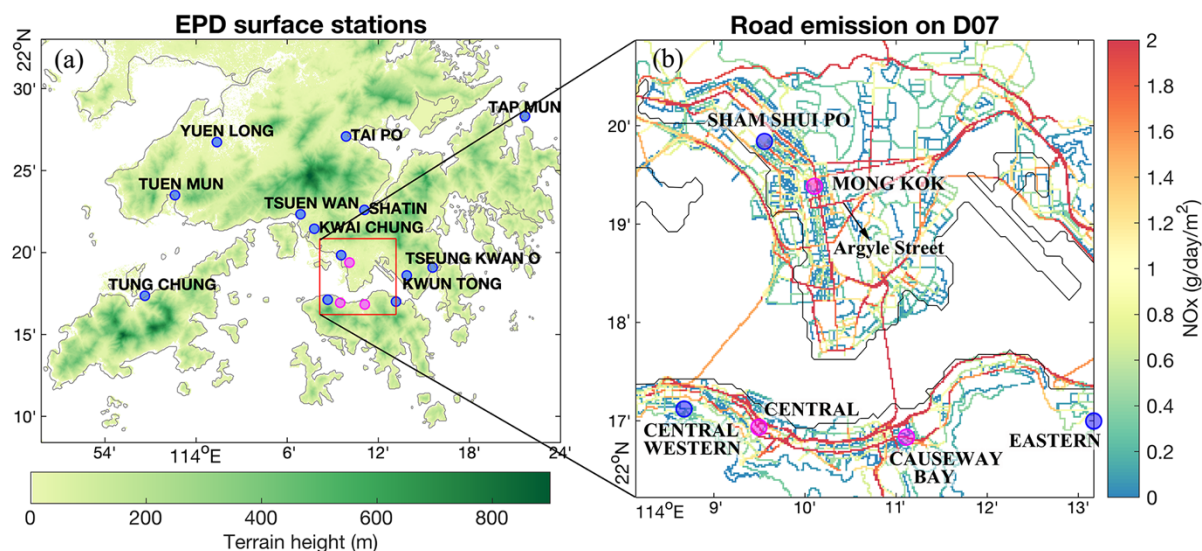 EPD surface stations
(a)
22°N
30'
25'
20'
15'
10'
54'
114°E
6'
12'
18'
24'
TAP MUN
YUEN LONG
TAI PO
TUEN MUN
TSUEN WAN
SHATIN
KWAI CHUNG
TSEUNG KWAN O
KWUN TONG
TUNG CHUNG
0
200
400
600
800
Terrain height (m)
Road emission on D07
(b)
20'
19'
18'
17'
22°N
114°E
9'
10'
11'
12'
13'
SHAM SHUI PO
MONG KOK
Argyle Street
CENTRAL
CENTRAL
WESTERN
CAUSEWAY
BAY
EASTERN
2
1.8
1.6
1.4
1.2
1
0.8
0.6
0.4
0.2
0
NOx (g/day/m²)